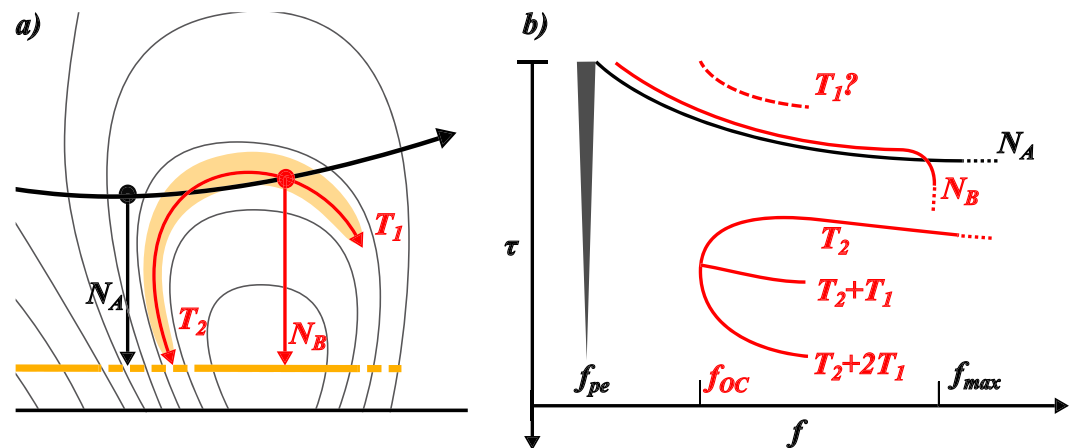 a)
N_A
T_2
N_B
T_1
b)
T_1?
N_A
N_B
T_2
τ
T_2+T_1
T_2+2T_1
f_pe
f_OC
f_max
f